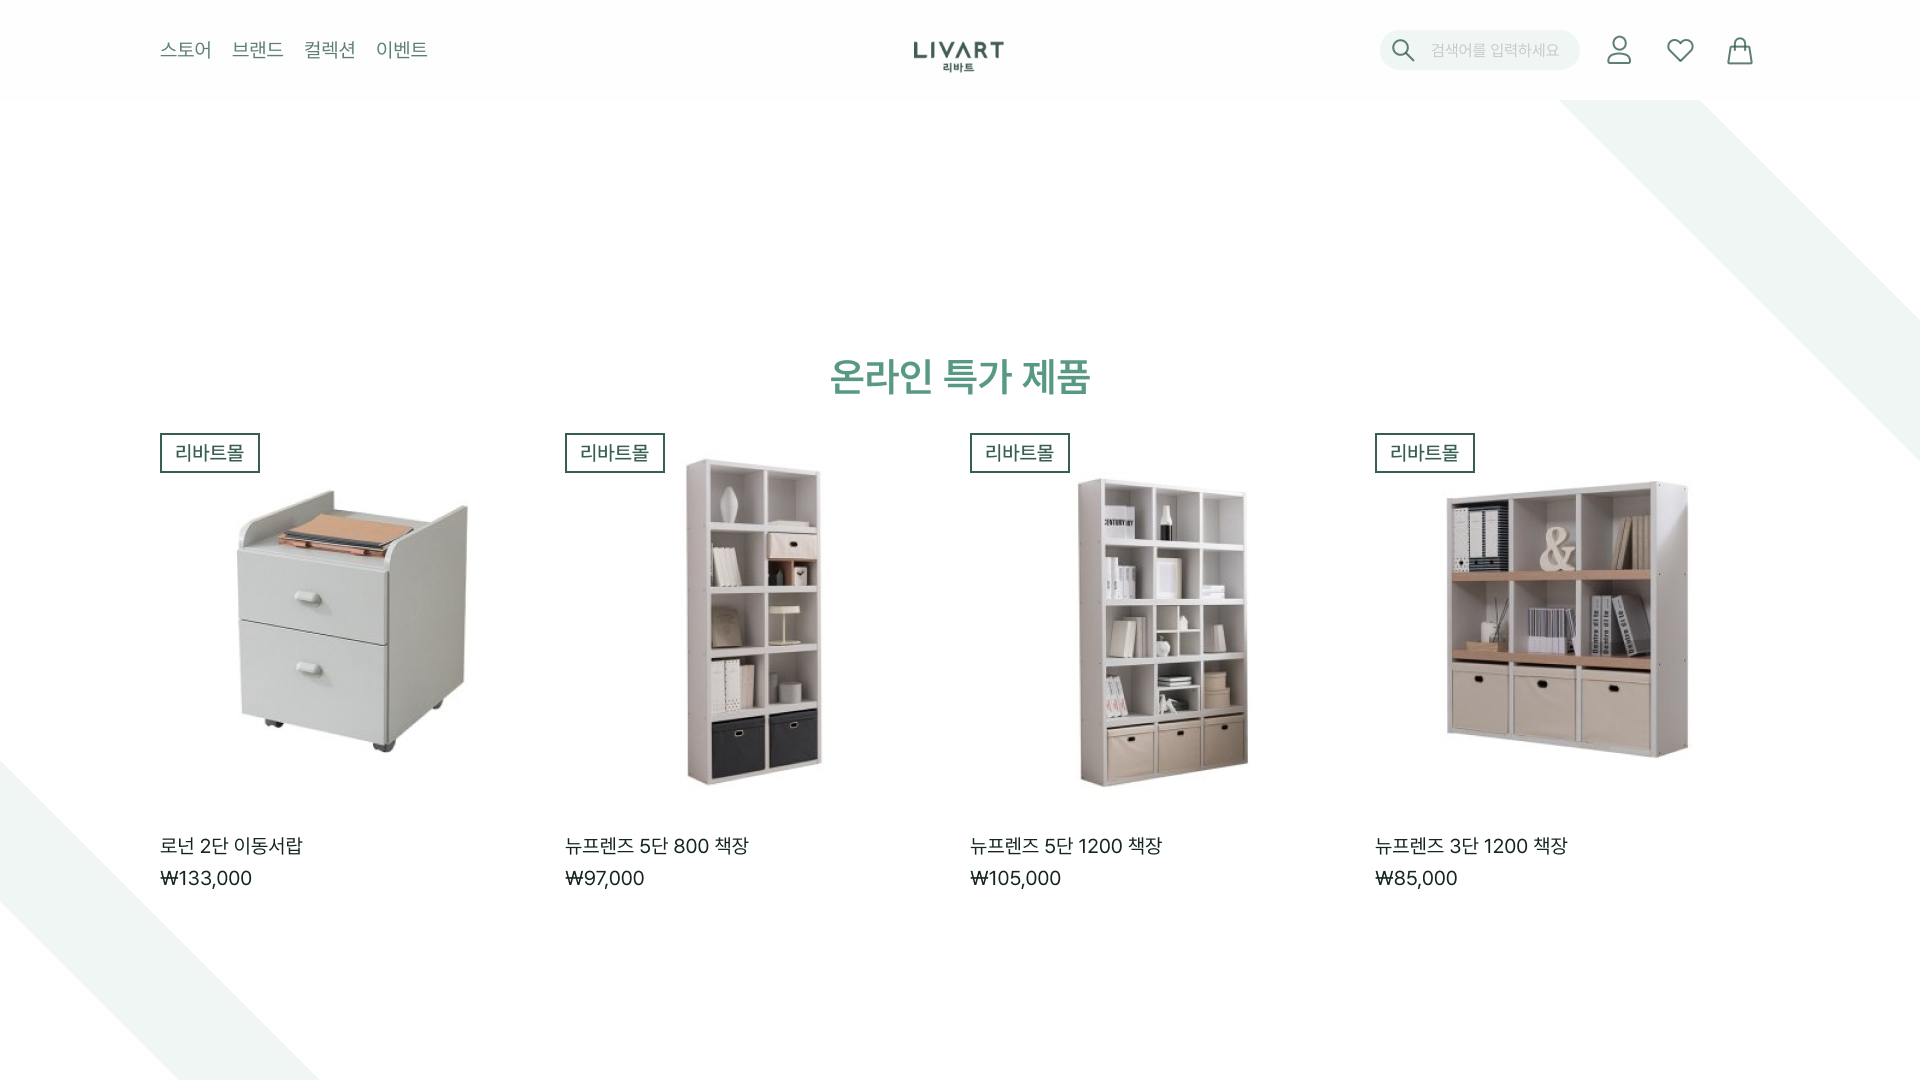 스토어 브랜드 컬렉션 이벤트
LIVART
리바트
검색어를 입력하세요
온라인 특가 제품
리바트몰 리바트몰 리바트몰 리바트몰
&
로넌 2단 이동서랍
₩133,000
뉴프렌즈 5단 800 책장
₩97,000
뉴프렌즈 5단 1200 책장
₩105,000
뉴프렌즈 3단 1200 책장
₩85,000